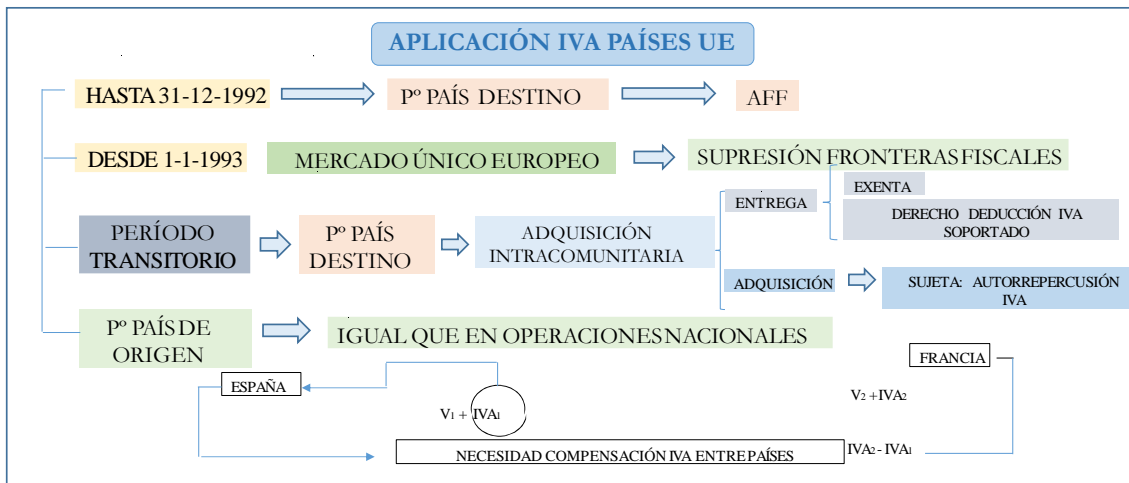 APLICACIÓN IVA PAÍSES UE
HASTA 31-12-1992
Pº PAÍS DESTINO
AFF
DESDE 1-1-1993
MERCADO ÚNICO EUROPEO
SUPRESIÓN FRONTERAS FISCALES
PERÍODO
TRANSITORIO
Pº PAÍS
DESTINO
ADQUISICIÓN
INTRACOMUNITARIA
ENTREGA
EXENTA
DERECHO DEDUCCIÓN IVA
SOPORTADO
ADQUISICIÓN
SUJETA: AUTORREPERCUSIÓN
IVA
Pº PAÍS DE
ORIGEN
IGUAL QUE EN OPERACIONES NACIONALES
ESPAÑA
FRANCIA
V1 + IVA1
V2 + IVA2
NECESIDAD COMPENSACIÓN IVA ENTRE PAÍSES
IVA2 - IVA1